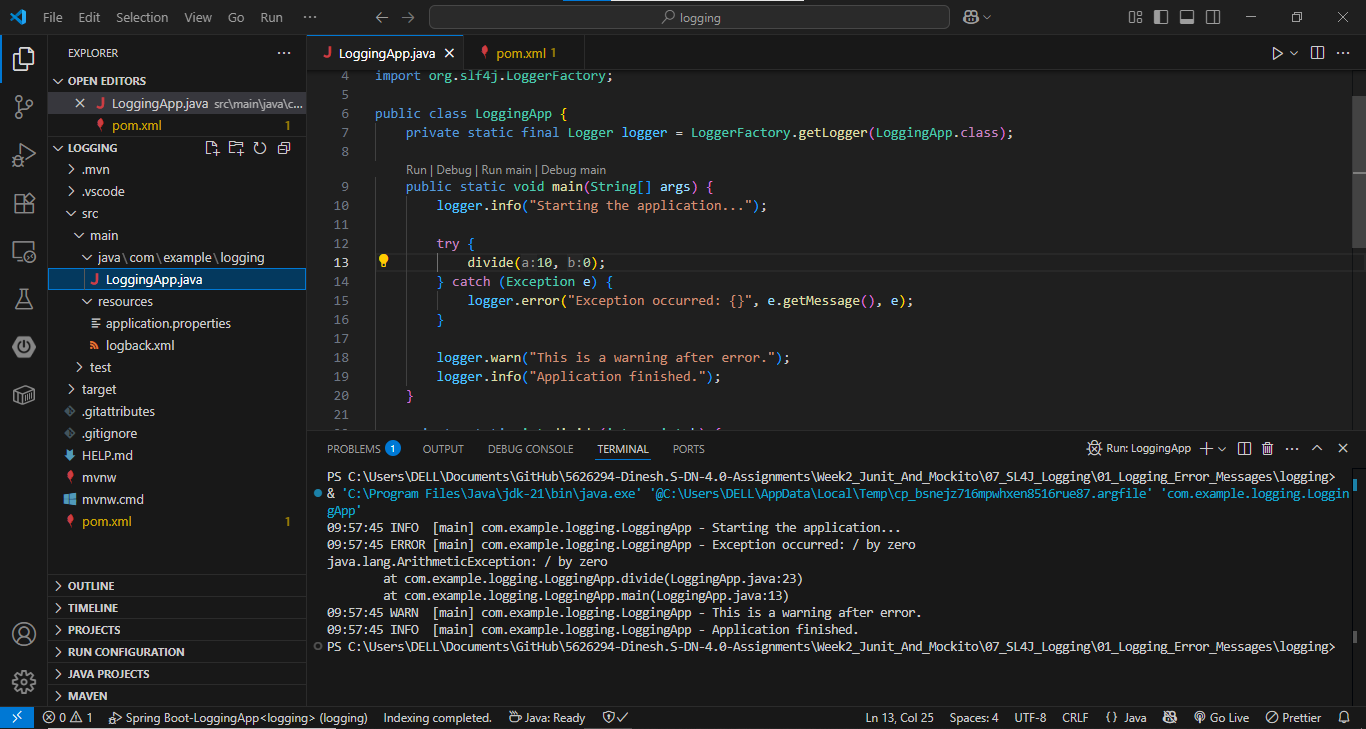 File Edit Selection View Go Run ··· logging
EXPLORER ···
OPEN EDITORS
LoggingApp.java src\main\java\c...
pom.xml 1
LOGGING
.mvn
.vscode
src
main
java\com\example\logging
LoggingApp.java
resources
application.properties
logback.xml
test
target
.gitattributes
.gitignore
HELP.md
mvnw
mvnw.cmd
pom.xml 1
OUTLINE
TIMELINE
PROJECTS
RUN CONFIGURATION
JAVA PROJECTS
MAVEN
LoggingApp.java pom.xml 1
4 import org.slf4j.LoggerFactory;
5
6 public class LoggingApp {
7 private static final Logger logger = LoggerFactory.getLogger(LoggingApp.class);
8
Run | Debug | Run main | Debug main
9 public static void main(String[] args) {
10 logger.info("Starting the application...");
11
12 try {
13 divide(a:10, b:0);
14 } catch (Exception e) {
15 logger.error("Exception occurred: {}", e.getMessage(), e);
16 }
17
18 logger.warn("This is a warning after error.");
19 logger.info("Application finished.");
20 }
21
PROBLEMS 1 OUTPUT DEBUG CONSOLE TERMINAL PORTS Run: LoggingApp
PS C:\Users\DELL\Documents\GitHub\5626294-Dinesh.S-DN-4.0-Assignments\Week2_Junit_And_Mockito\07_SL4J_Logging\01_Logging_Error_Messages\logging>
& 'C:\Program Files\Java\jdk-21\bin\java.exe' '@C:\Users\DELL\AppData\Local\Temp\cp_bsnejz716mpwhxen8516rue87.argfile' 'com.example.logging.Loggin
gApp'
09:57:45 INFO [main] com.example.logging.LoggingApp - Starting the application...
09:57:45 ERROR [main] com.example.logging.LoggingApp - Exception occurred: / by zero
java.lang.ArithmeticException: / by zero
at com.example.logging.LoggingApp.divide(LoggingApp.java:23)
at com.example.logging.LoggingApp.main(LoggingApp.java:13)
09:57:45 WARN [main] com.example.logging.LoggingApp - This is a warning after error.
09:57:45 INFO [main] com.example.logging.LoggingApp - Application finished.
PS C:\Users\DELL\Documents\GitHub\5626294-Dinesh.S-DN-4.0-Assignments\Week2_Junit_And_Mockito\07_SL4J_Logging\01_Logging_Error_Messages\logging>
0 1 Spring Boot-LoggingApp<logging> (logging) Indexing completed. Java: Ready Ln 13, Col 25 Spaces: 4 UTF-8 CRLF {} Java Go Live Prettier